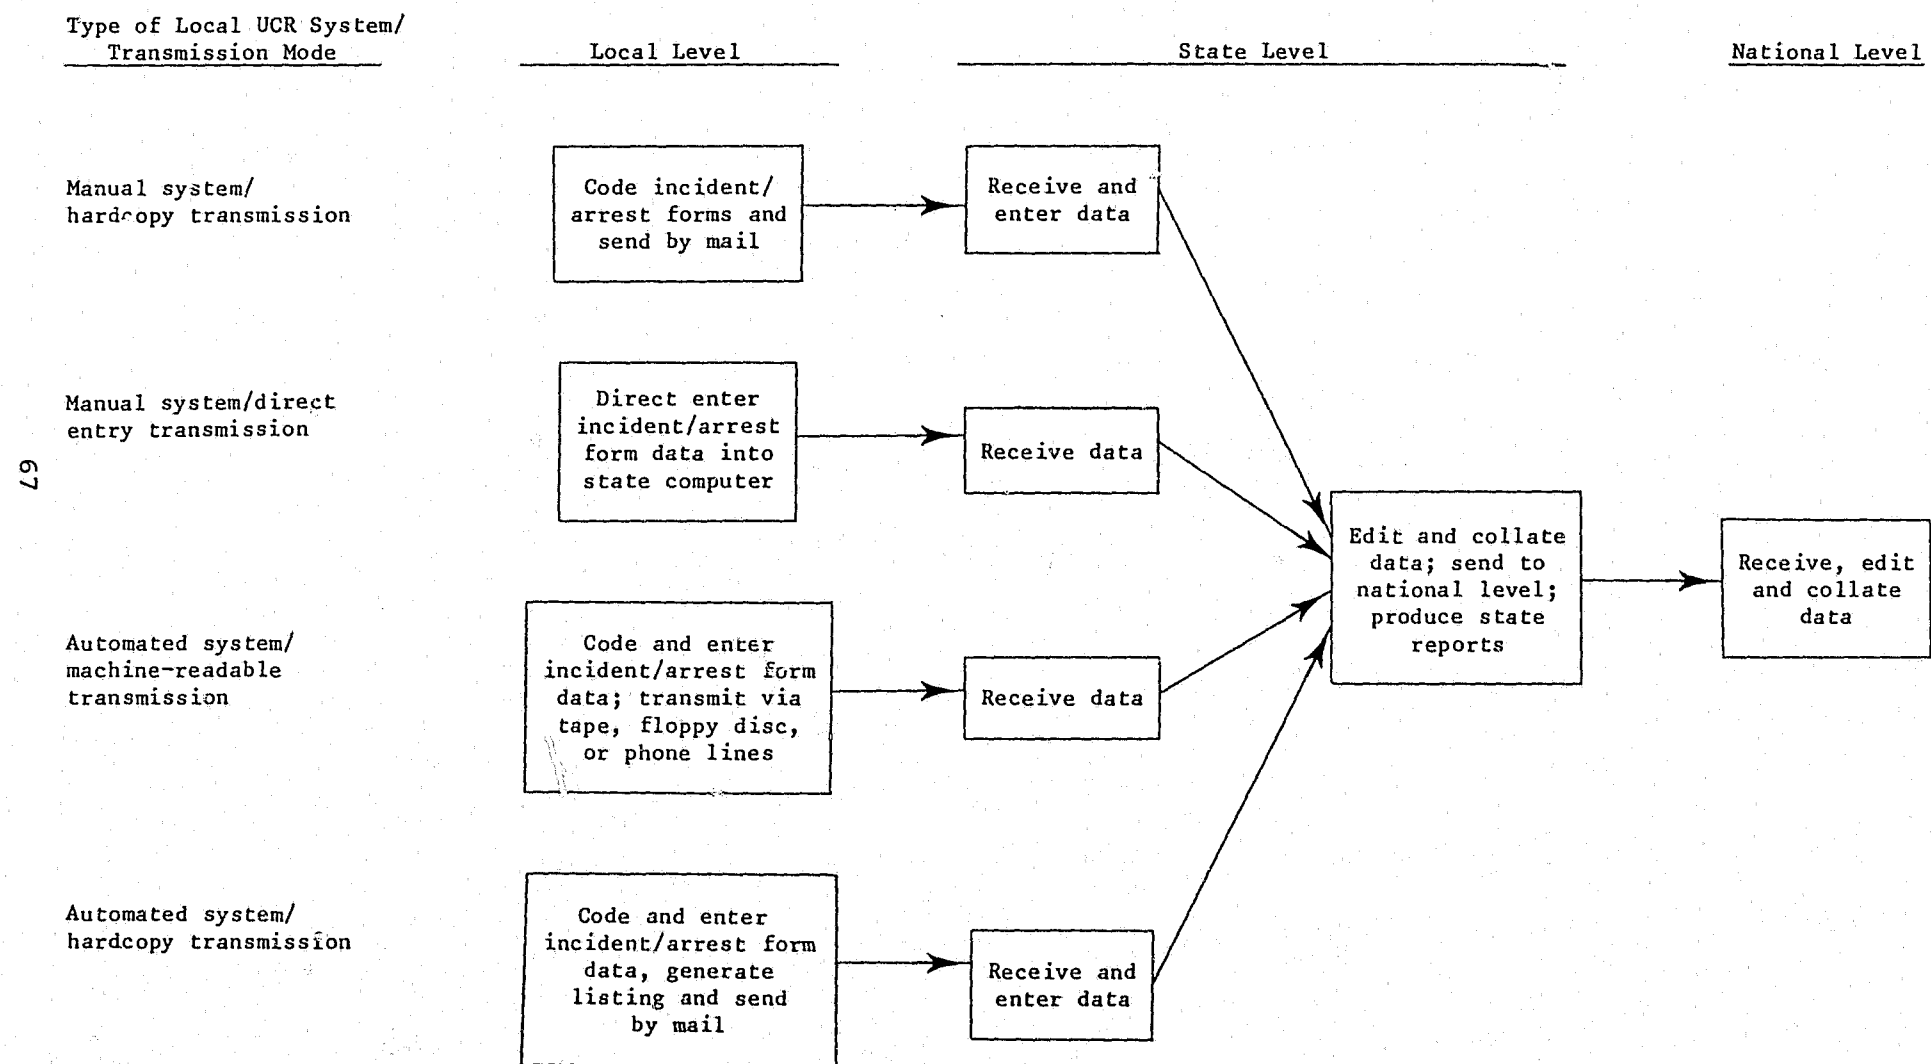 Type of Local UCR System/
Transmission Mode
Local Level
State Level
National Level
Manual system/
hardcopy transmission
Code incident/
arrest forms and
send by mail
Receive and
enter data
Manual system/direct
entry transmission
Direct enter
incident/arrest
form data into
state computer
Receive data
Edit and collate
data; send to
national level;
produce state
reports
Receive, edit
and collate
data
Automated system/
machine-readable
transmission
Code and enter
incident/arrest form
data; transmit via
tape, floppy disc,
or phone lines
Receive data
Automated system/
hardcopy transmission
Code and enter
incident/arrest form
data, generate
listing and send
by mail
Receive and
enter data
67